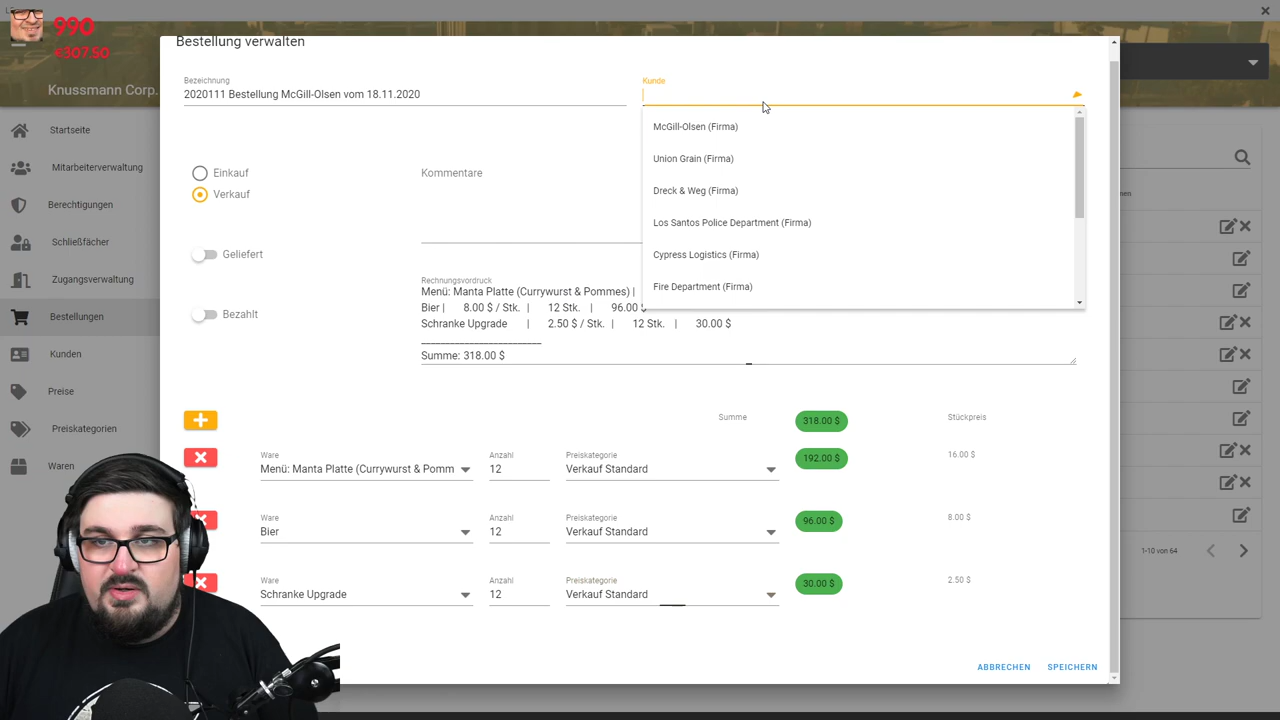 990
€307.50
Knussmann Corp.
Startseite
Mitarbeiterverwaltung
Berechtigungen
Schließfächer
Zugangsverwaltung
Bestellungen
Kunden
Preise
Preiskategorien
Waren
Bestellung verwalten
Bezeichnung
2020111 Bestellung McGill-Olsen vom 18.11.2020
Kunde
McGill-Olsen (Firma)
Union Grain (Firma)
Dreck & Weg (Firma)
Los Santos Police Department (Firma)
Cypress Logistics (Firma)
Fire Department (Firma)
Einkauf
Verkauf
Kommentare
Geliefert
Bezahlt
Rechnungsvordruck
Menü: Manta Platte (Currywurst & Pommes) |
Bier | 8.00 $ / Stk. | 12 Stk. | 96.00 $
Schranke Upgrade | 2.50 $ / Stk. | 12 Stk. | 30.00 $
Summe: 318.00 $
Summe 318.00 $ Stückpreis
Ware Anzahl Preiskategorie
Menü: Manta Platte (Currywurst & Pomm 12 Verkauf Standard 192.00 $ 16.00 $
Ware Anzahl Preiskategorie
Bier 12 Verkauf Standard 96.00 $ 8.00 $
Ware Anzahl Preiskategorie
Schranke Upgrade 12 Verkauf Standard 30.00 $ 2.50 $
ABBRECHEN SPEICHERN
1-10 von 64